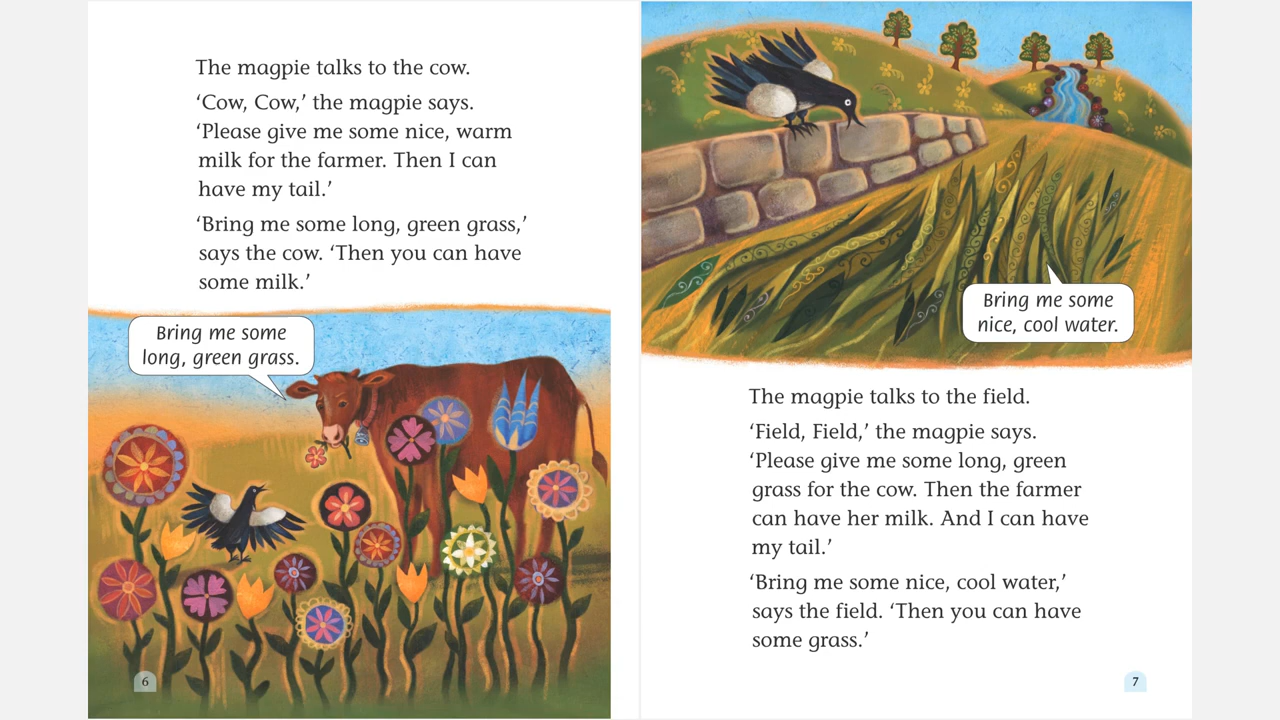 The magpie talks to the cow.
‘Cow, Cow,’ the magpie says.
‘Please give me some nice, warm
milk for the farmer. Then I can
have my tail.’
‘Bring me some long, green grass,’
says the cow. ‘Then you can have
some milk.’
Bring me some
long, green grass.
6
Bring me some
nice, cool water.
The magpie talks to the field.
‘Field, Field,’ the magpie says.
‘Please give me some long, green
grass for the cow. Then the farmer
can have her milk. And I can have
my tail.’
‘Bring me some nice, cool water,’
says the field. ‘Then you can have
some grass.’
7